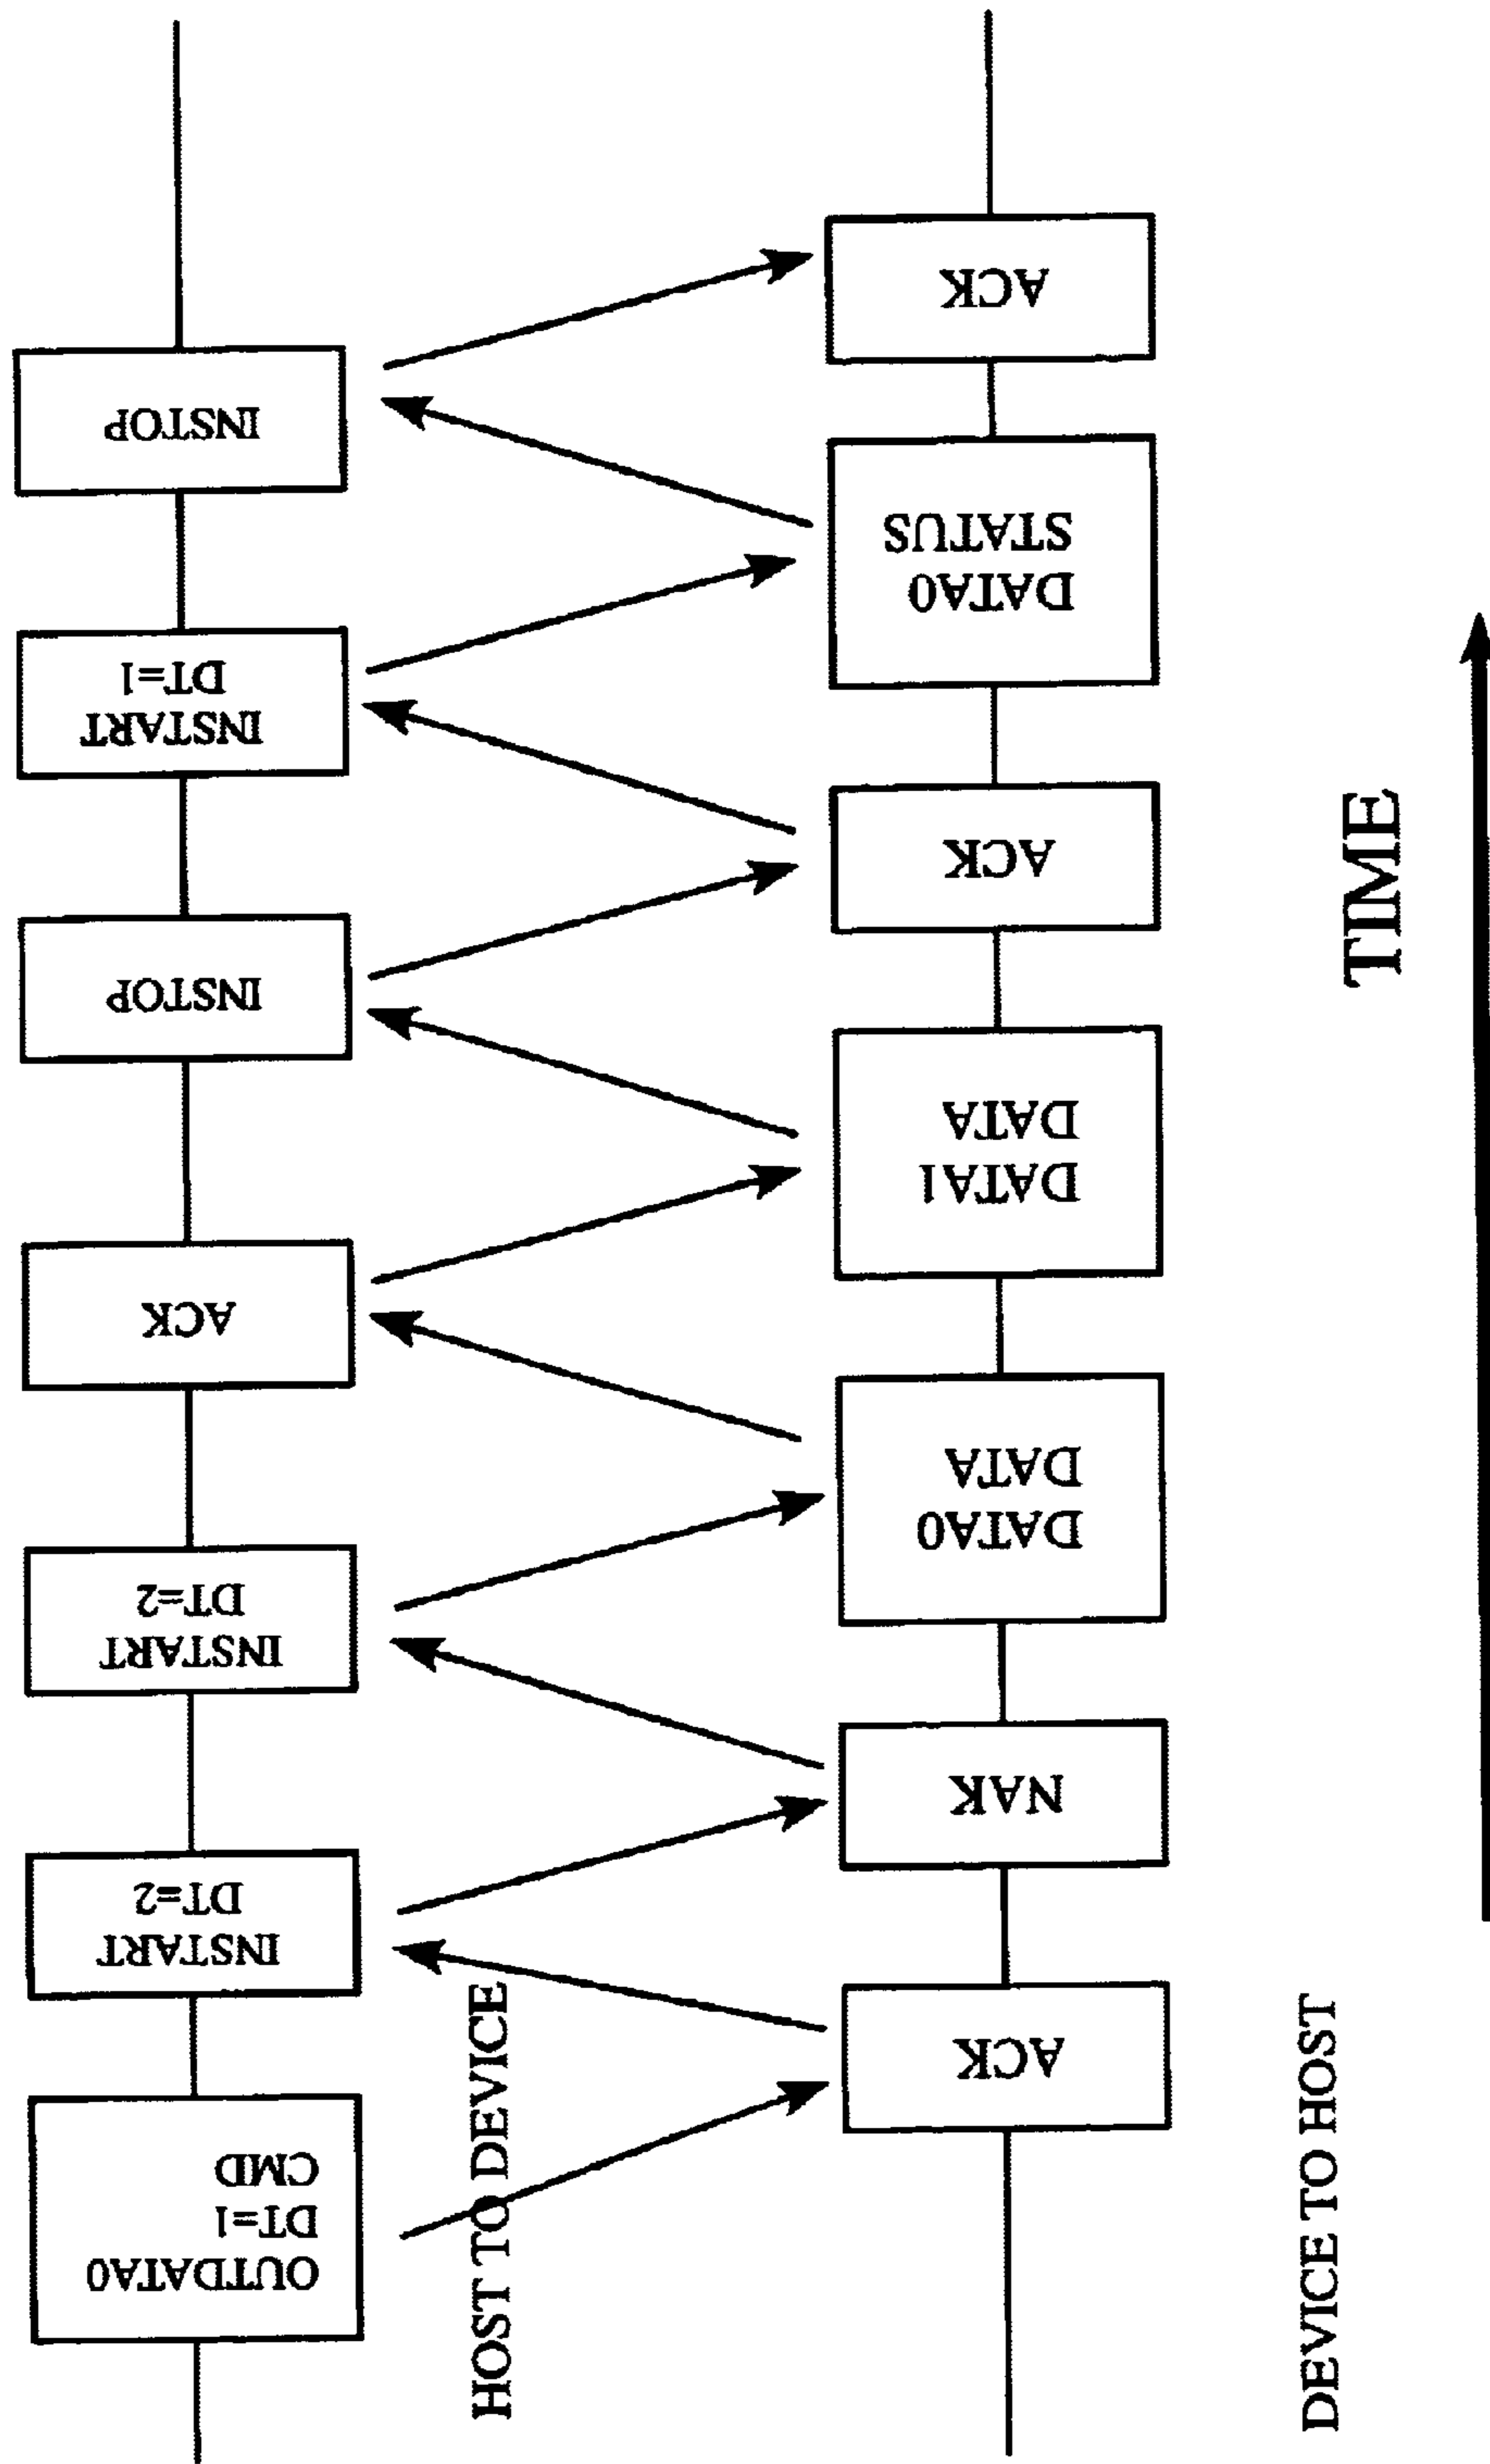 OUTDATA0
DT=1
CMD
INSTART
DT=2
INSTART
DT=2
ACK
INSTOP
INSTART
DT=1
INSTOP
HOST TO DEVICE
ACK
NAK
DATA0
DATA
DATA1
DATA
ACK
DATA0
STATUS
ACK
DEVICE TO HOST
TIME